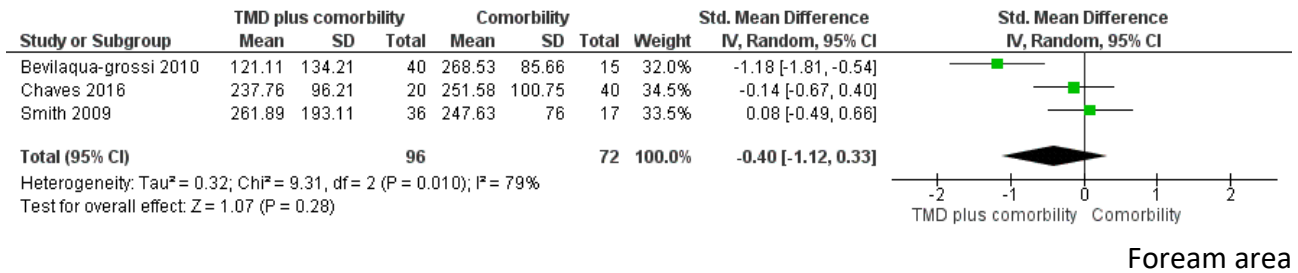 TMD plus comorbility Comorbility Std. Mean Difference Std. Mean Difference
Study or Subgroup Mean SD Total Mean SD Total Weight IV, Random, 95% CI IV, Random, 95% CI
Bevilaqua-grossi 2010 121.11 134.21 40 268.53 85.66 15 32.0% -1.18 [-1.81, -0.54]
Chaves 2016 237.76 96.21 20 251.58 100.75 40 34.5% -0.14 [-0.67, 0.40]
Smith 2009 261.89 193.11 36 247.63 76 17 33.5% 0.08 [-0.49, 0.66]
Total (95% CI) 96 72 100.0% -0.40 [-1.12, 0.33]
Heterogeneity: Tau² = 0.32; Chi² = 9.31, df = 2 (P = 0.010); I² = 79%
Test for overall effect: Z = 1.07 (P = 0.28)
-2 -1 0 1 2
TMD plus comorbility Comorbility
Foream area